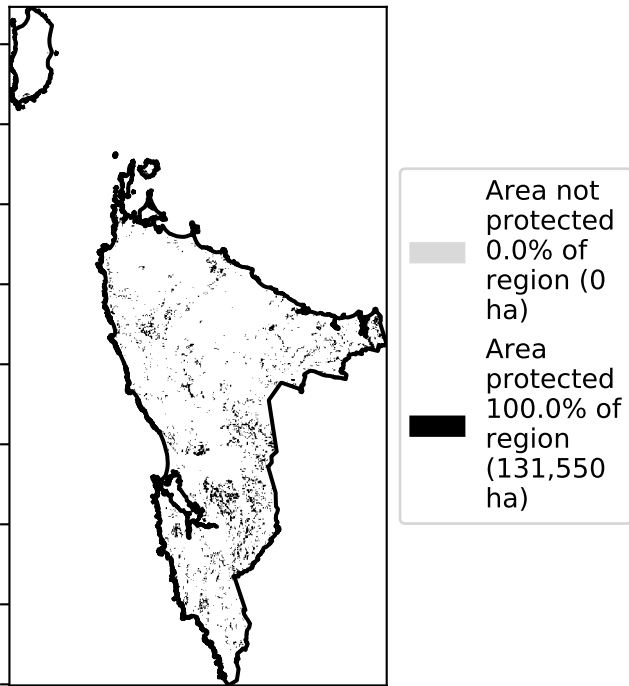 Area not
protected
0.0% of
region (0
ha)
Area
protected
100.0% of
region
(131,550
ha)